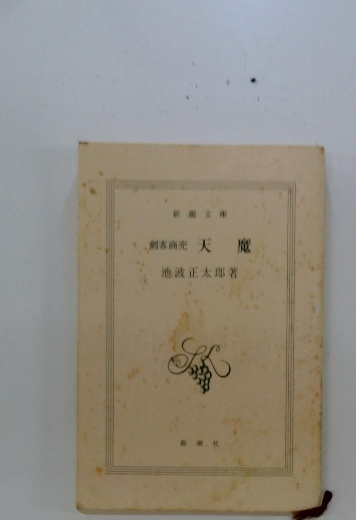 新潮文庫
剣客商売 天魔
池波正太郎著
新潮社